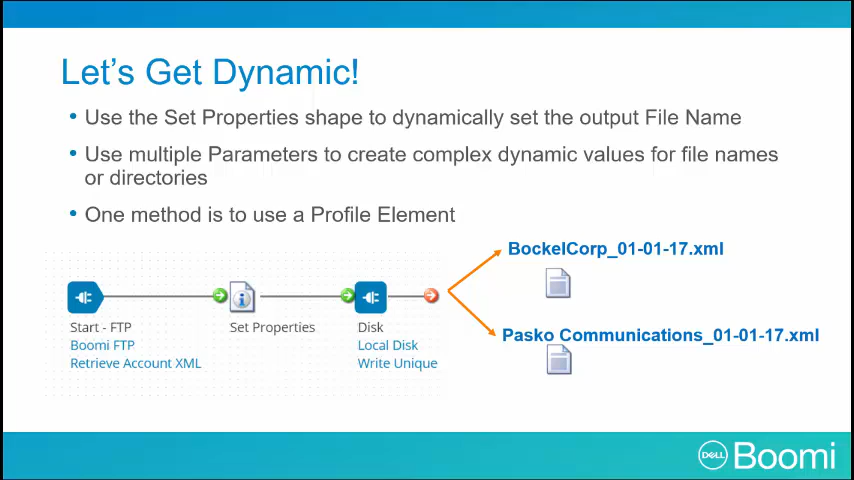 Let's Get Dynamic!
• Use the Set Properties shape to dynamically set the output File Name
• Use multiple Parameters to create complex dynamic values for file names
or directories
• One method is to use a Profile Element
BockelCorp_01-01-17.xml
Start - FTP
Boomi FTP
Retrieve Account XML
Set Properties
Disk
Local Disk
Write Unique
Pasko Communications_01-01-17.xml
DELL Boomi